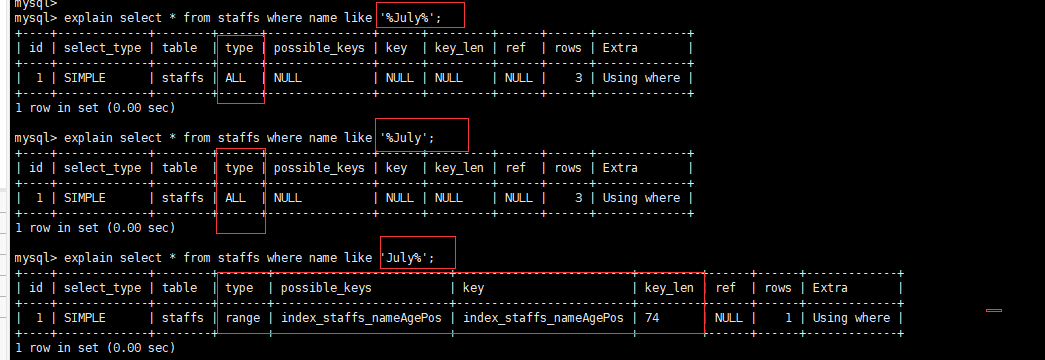 mysql>
mysql> explain select * from staffs where name like '%July%';
+----+-------------+--------+------+---------------+------+---------+------+------+-------------+
| id | select_type | table  | type | possible_keys | key  | key_len | ref  | rows | Extra       |
+----+-------------+--------+------+---------------+------+---------+------+------+-------------+
|  1 | SIMPLE      | staffs | ALL  | NULL          | NULL | NULL    | NULL |    3 | Using where |
+----+-------------+--------+------+---------------+------+---------+------+------+-------------+
1 row in set (0.00 sec)
mysql> explain select * from staffs where name like '%July';
+----+-------------+--------+------+---------------+------+---------+------+------+-------------+
| id | select_type | table  | type | possible_keys | key  | key_len | ref  | rows | Extra       |
+----+-------------+--------+------+---------------+------+---------+------+------+-------------+
|  1 | SIMPLE      | staffs | ALL  | NULL          | NULL | NULL    | NULL |    3 | Using where |
+----+-------------+--------+------+---------------+------+---------+------+------+-------------+
1 row in set (0.00 sec)
mysql> explain select * from staffs where name like 'July%';
+----+-------------+--------+-------+-------------------------+-------------------------+---------+------+------+-------------+
| id | select_type | table  | type  | possible_keys           | key                     | key_len | ref  | rows | Extra       |
+----+-------------+--------+-------+-------------------------+-------------------------+---------+------+------+-------------+
|  1 | SIMPLE      | staffs | range | index_staffs_nameAgePos | index_staffs_nameAgePos | 74      | NULL |    1 | Using where |
+----+-------------+--------+-------+-------------------------+-------------------------+---------+------+------+-------------+
1 row in set (0.00 sec)